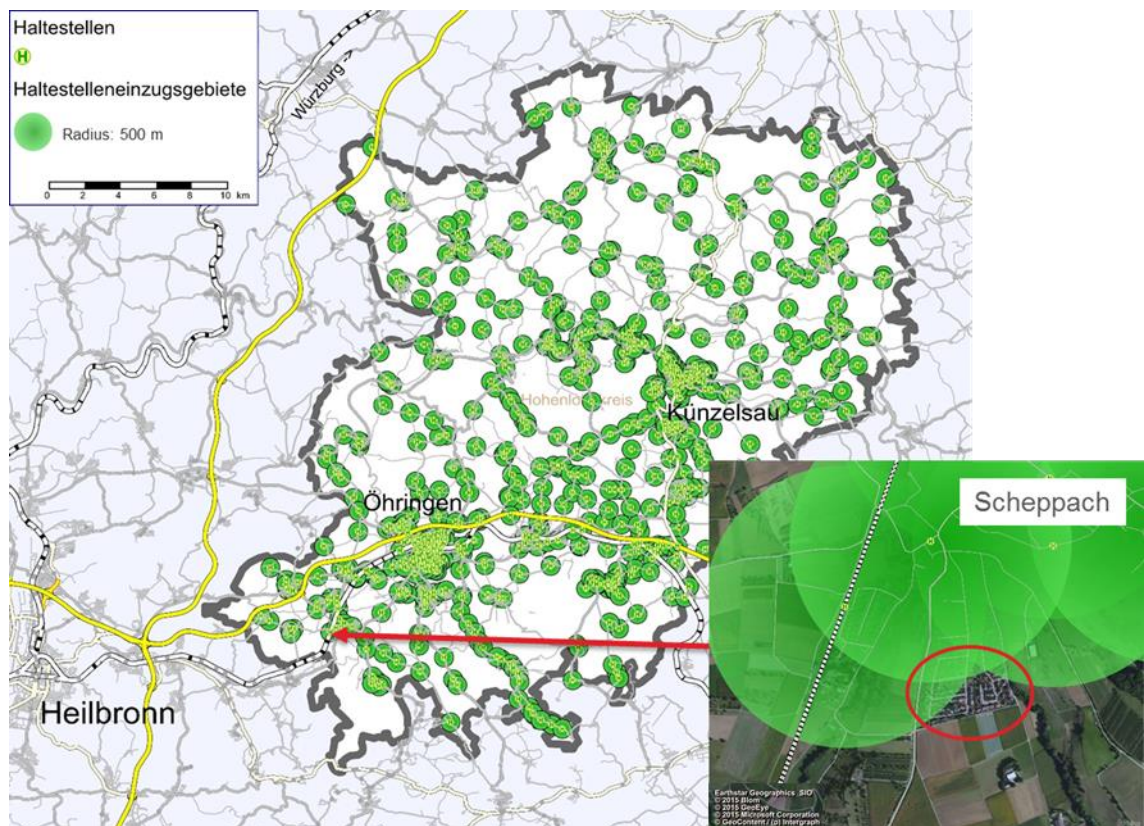 Haltestellen
H
Haltestelleneinzugsgebiete
Radius: 500 m
0 2 4 6 8 10 km
Würzburg ->
Hohenlohekreis
Künzelsau
Öhringen
Heilbronn
Scheppach
Earthstar Geographics SIO
© 2015 Blom
© 2015 GeoEye
© 2015 Microsoft Corporation
© GeoContent / (p) Intergraph